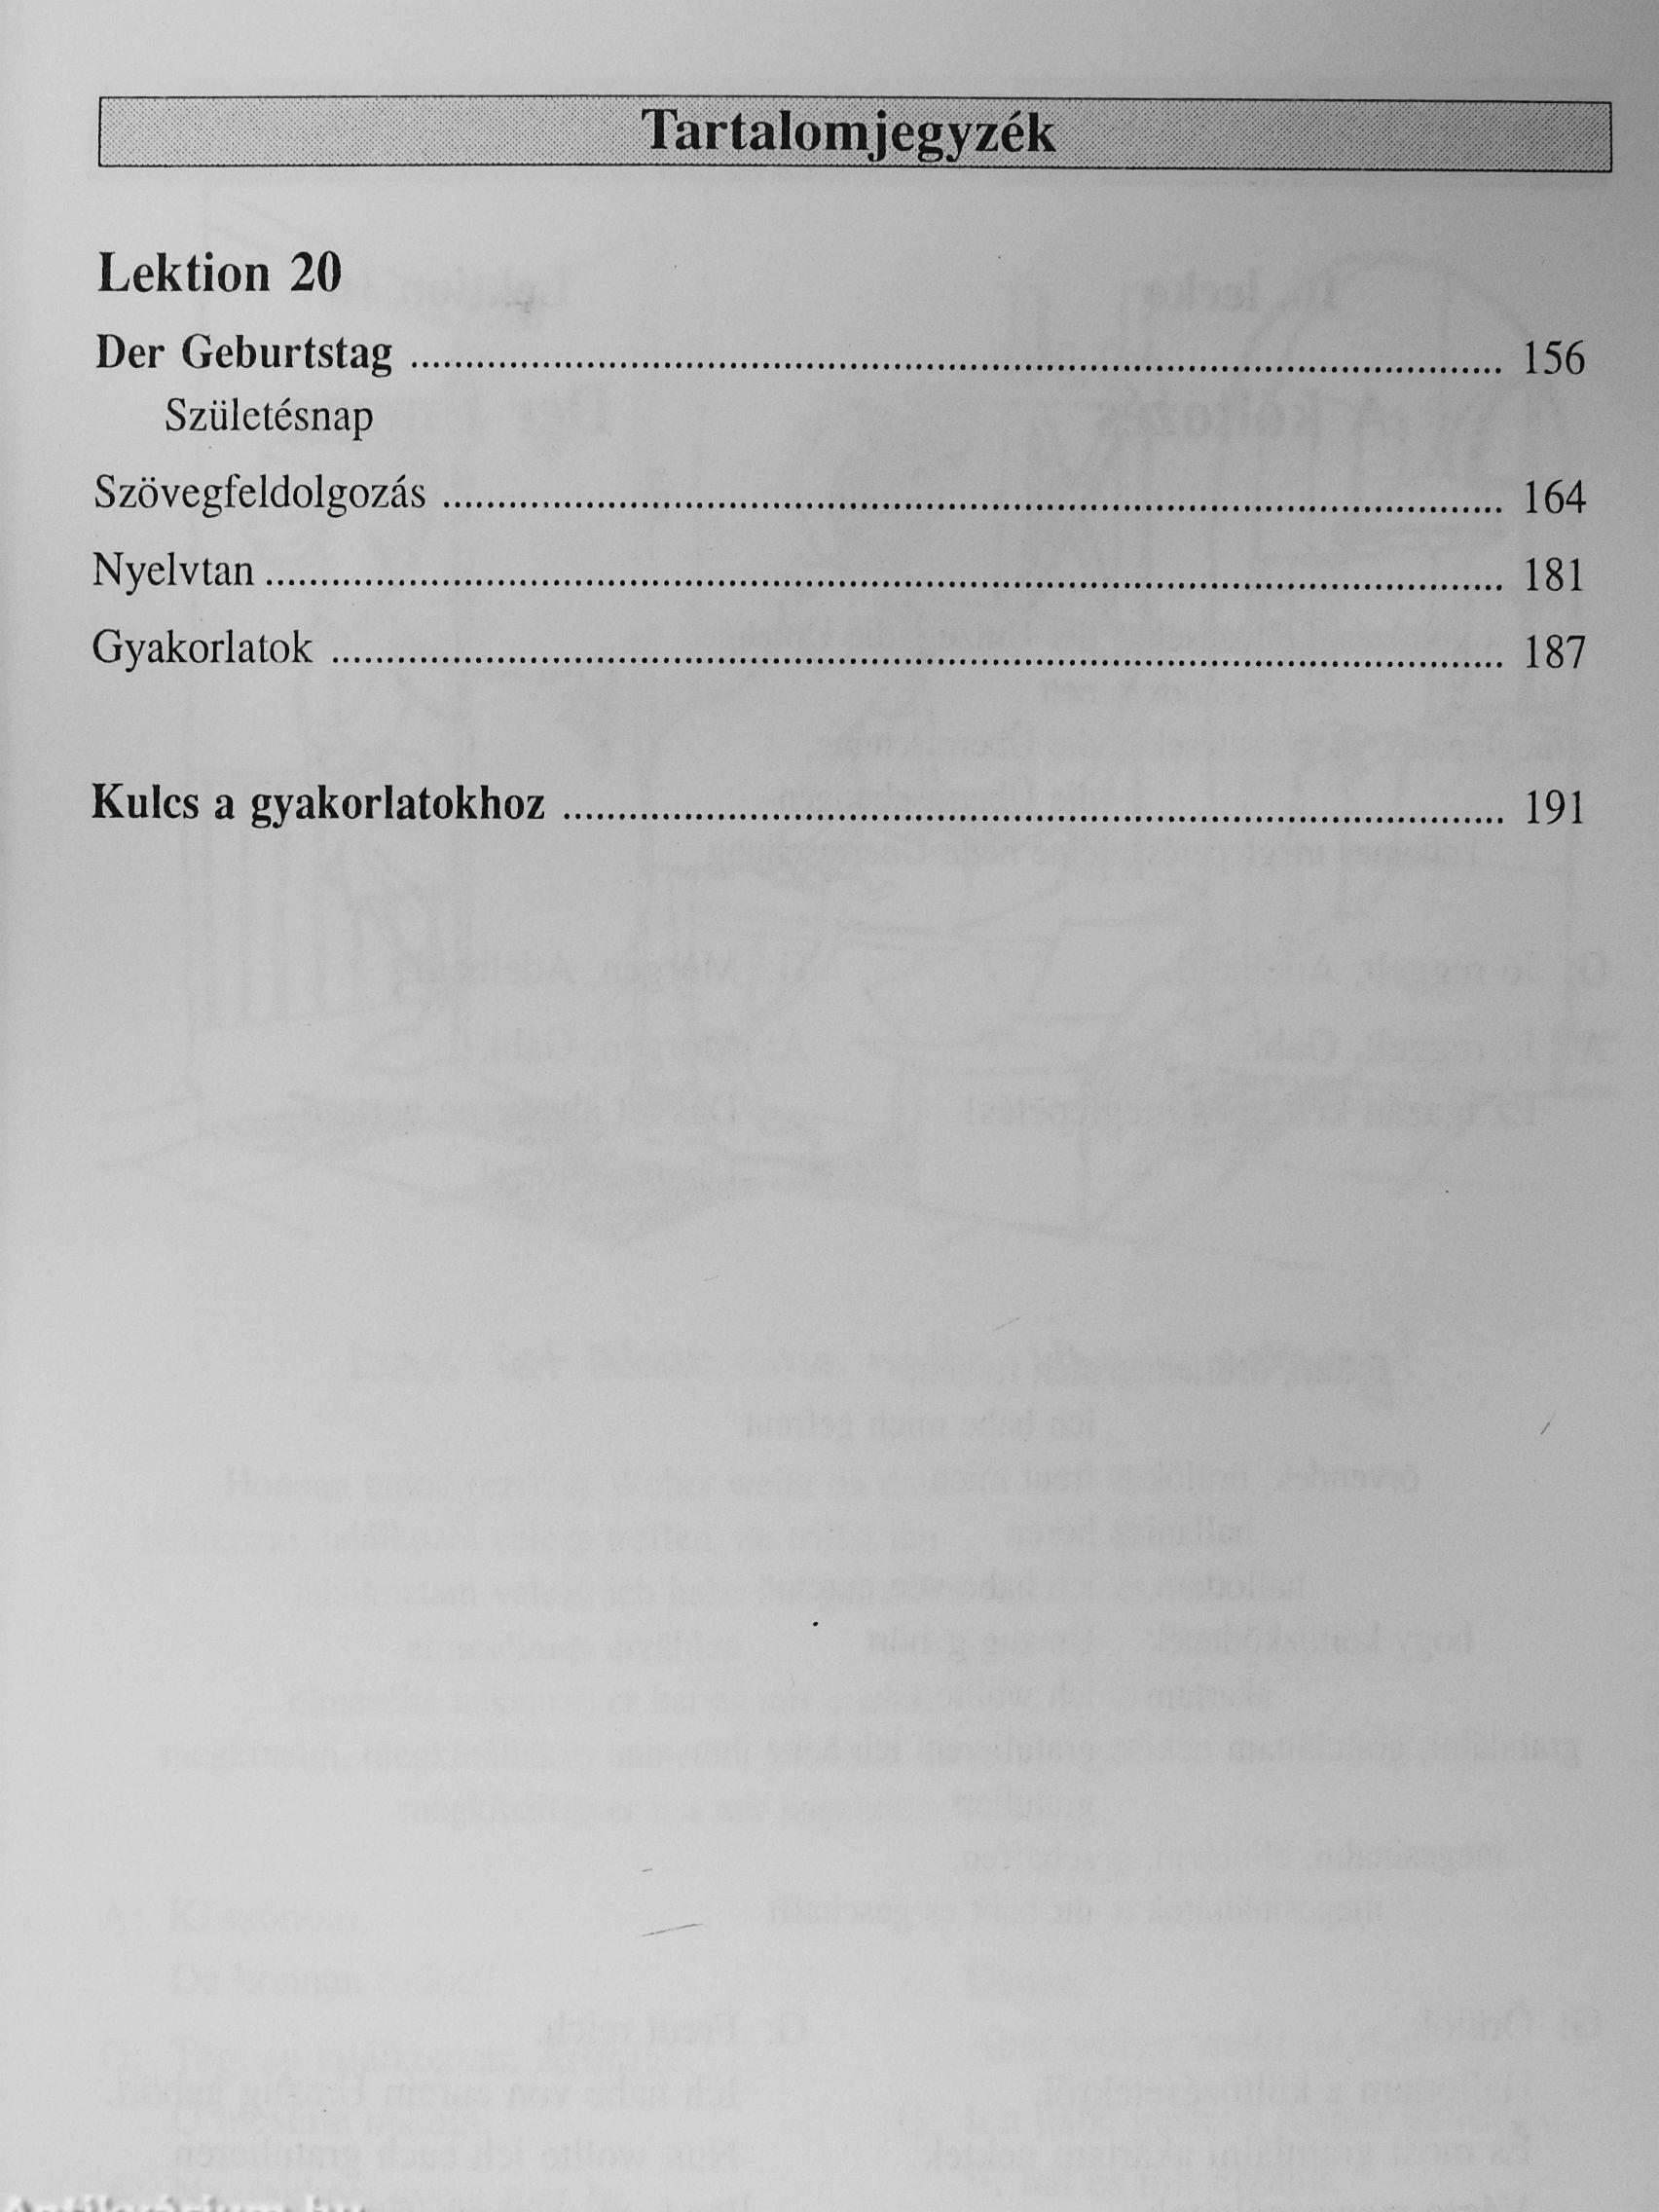 Tartalomjegyzék
Lektion 20
Der Geburtstag ........ 156
Születésnap
Szövegfeldolgozás ........ 164
Nyelvtan ........ 181
Gyakorlatok ........ 187
Kulcs a gyakorlatokhoz ........ 191